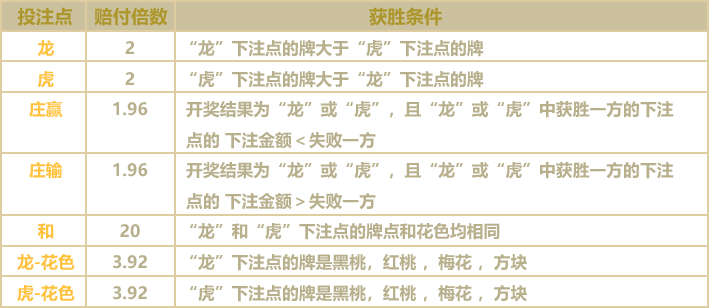 投注点 赔付倍数 获胜条件
龙 2 “龙”下注点的牌大于“虎”下注点的牌
虎 2 “虎”下注点的牌大于“龙”下注点的牌
庄赢 1.96 开奖结果为“龙”或“虎”，且“龙”或“虎”中获胜一方的下注
点的 下注金额＜失败一方
庄输 1.96 开奖结果为“龙”或“虎”，且“龙”或“虎”中获胜一方的下注
点的 下注金额＞失败一方
和 20 “龙”和“虎”下注点的牌点和花色均相同
龙-花色 3.92 “龙”下注点的牌是黑桃，红桃，梅花，方块
虎-花色 3.92 “虎”下注点的牌是黑桃，红桃，梅花，方块